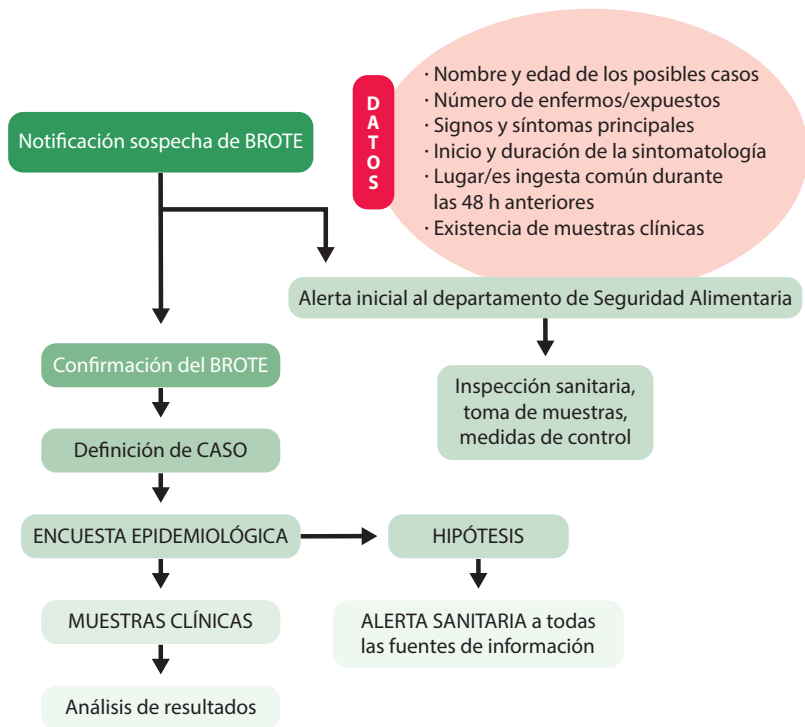 Notificación sospecha de BROTE
DATOS
· Nombre y edad de los posibles casos
· Número de enfermos/expuestos
· Signos y síntomas principales
· Inicio y duración de la sintomatología
· Lugar/es ingesta común durante
las 48 h anteriores
· Existencia de muestras clínicas
Alerta inicial al departamento de Seguridad Alimentaria
Inspección sanitaria,
toma de muestras,
medidas de control
Confirmación del BROTE
Definición de CASO
ENCUESTA EPIDEMIOLÓGICA
HIPÓTESIS
MUESTRAS CLÍNICAS
ALERTA SANITARIA a todas
las fuentes de información
Análisis de resultados